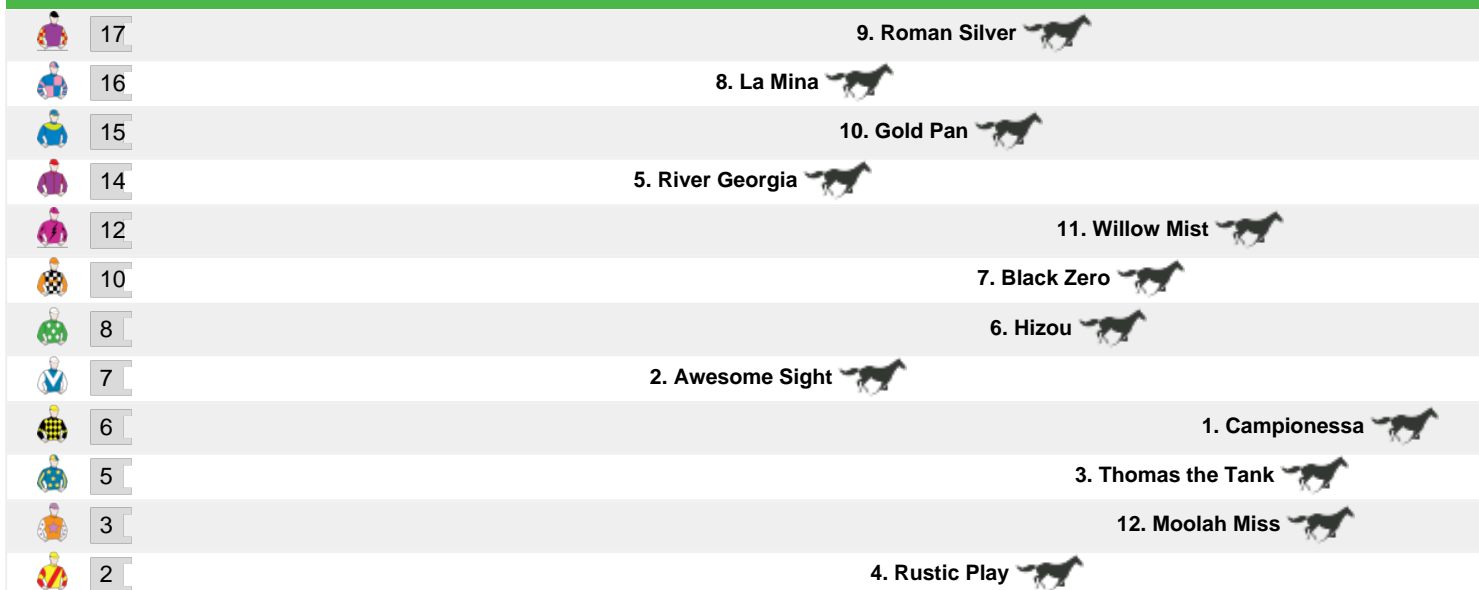 17 9. Roman Silver
16 8. La Mina
15 10. Gold Pan
14 5. River Georgia
12 11. Willow Mist
10 7. Black Zero
8 6. Hizou
7 2. Awesome Sight
6 1. Campionessa
5 3. Thomas the Tank
3 12. Moolah Miss
2 4. Rustic Play